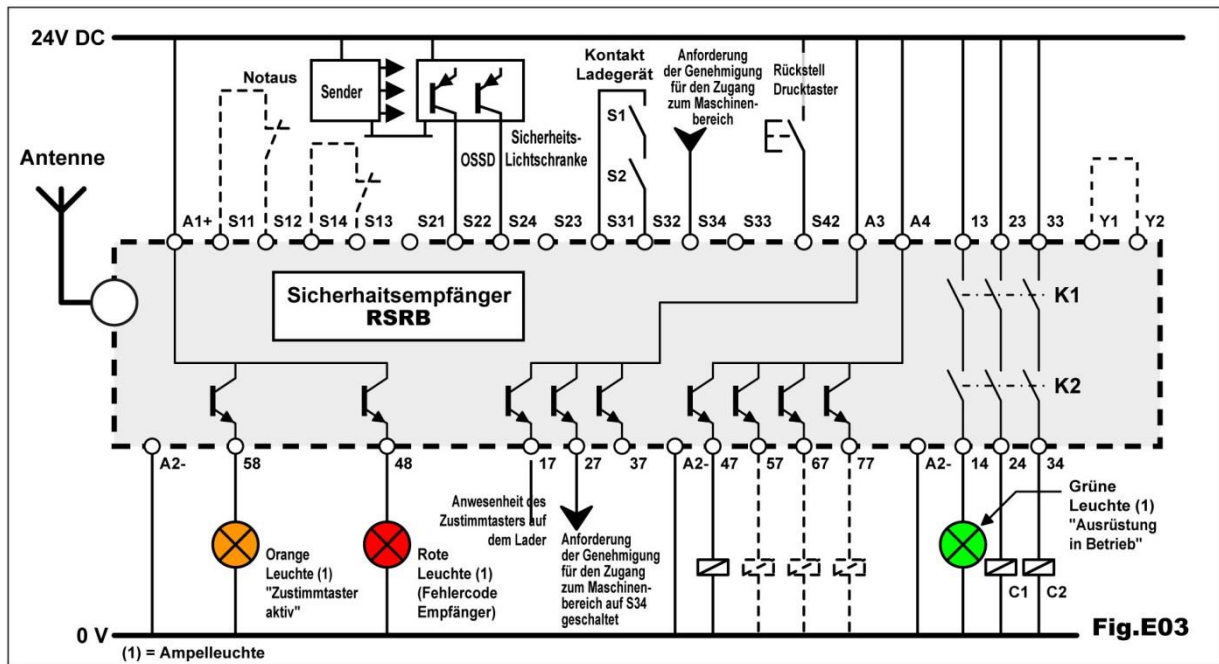 24V DC
Notaus
Sender
OSSD
Sicherheits-
Lichtschranke
Kontakt
Ladegerät
S1
S2
Anforderung
der Genehmigung
für den Zugang
zum Maschinen-
bereich
Rückstell
Drucktaster
Antenne
A1+ S11 S12 S14 S13 S21 S22 S24 S23 S31 S32 S34 S33 S42 A3 A4 13 23 33 Y1 Y2
Sicherhaitsempfänger
RSRB
K1
K2
A2- 58 48 17 27 37 A2- 47 57 67 77 A2- 14 24 34
Orange
Leuchte (1)
"Zustimmtaster
aktiv"
Rote
Leuchte (1)
(Fehlercode
Empfänger)
Anwesenheit des
Zustimmtasters auf
dem Lader
Anforderung
der Genehmigung
für den Zugang
zum Maschinen-
bereich auf S34
geschaltet
Grüne
Leuchte (1)
"Ausrüstung
in Betrieb"
C1 C2
0 V
Fig.E03
(1) = Ampelleuchte